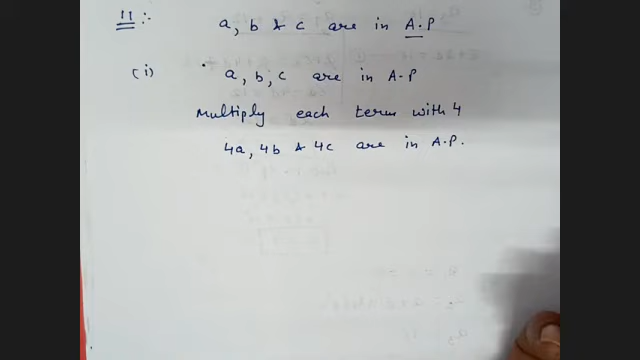 11:- a, b & c are in A.P
(i) a, b, c are in A.P
Multiply each term with 4
4a, 4b & 4c are in A.P.